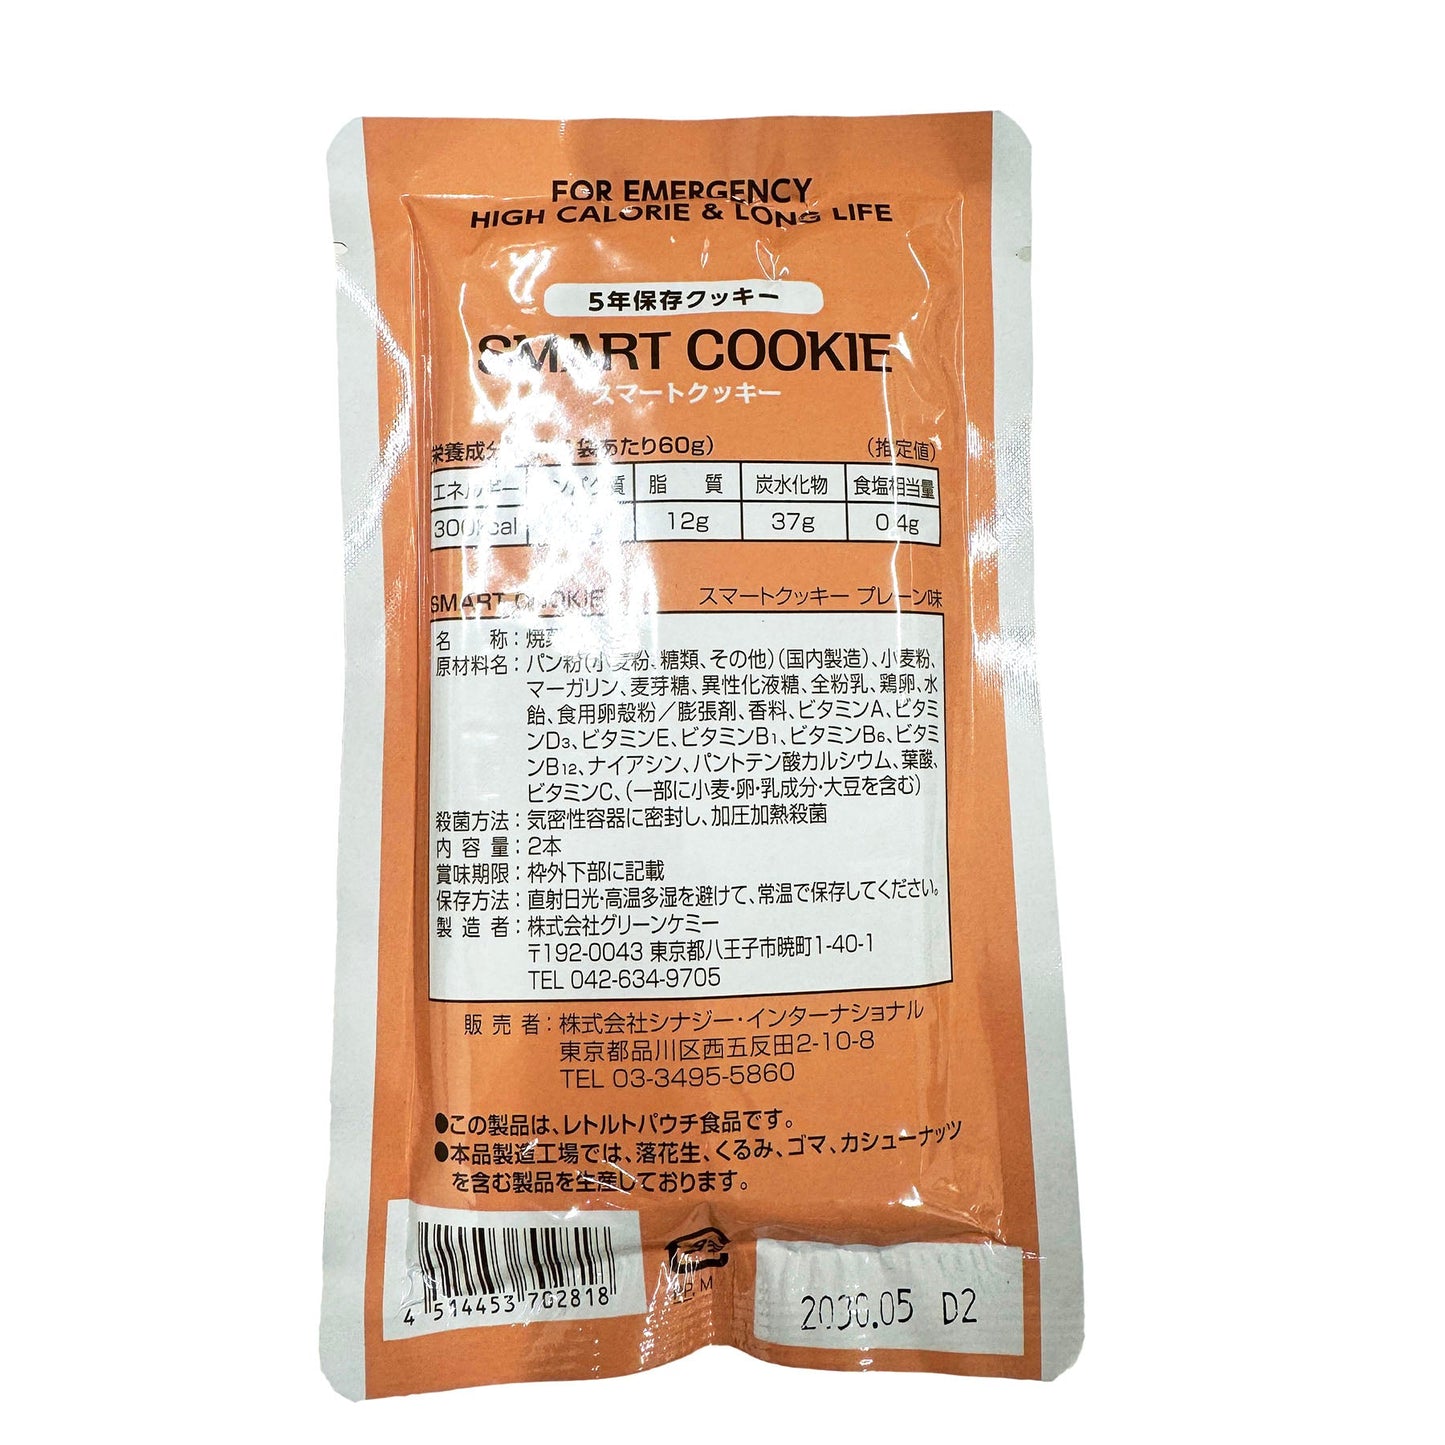 FOR EMERGENCY
HIGH CALORIE & LONG LIFE
5年保存クッキー
SMART COOKIE
スマートクッキー
栄養成分 袋あたり60g) (推定値)
エネルギー 脂 質 炭水化物 食塩相当量
300kcal 12g 37g 0.4g
SMART COOKIE スマートクッキー プレーン味
名 称:焼
原材料名:パン粉(小麦粉、糖類、その他)(国内製造)、小麦粉、
マーガリン、麦芽糖、異性化液糖、全粉乳、鶏卵、水
飴、食用卵殻粉/膨張剤、香料、ビタミンA、ビタミ
ンD3、ビタミンE、ビタミンB1、ビタミンB6、ビタミ
ンB12、ナイアシン、パントテン酸カルシウム、葉酸、
ビタミンC、(一部に小麦・卵・乳成分・大豆を含む)
殺菌方法:気密性容器に密封し、加圧加熱殺菌
内容量:2本
賞味期限:枠外下部に記載
保存方法:直射日光・高温多湿を避けて、常温で保存してください。
製造者:株式会社グリーンケミー
〒192-0043 東京都八王子市暁町1-40-1
TEL 042-634-9705
販売者:株式会社シナジー・インターナショナル
東京都品川区西五反田2-10-8
TEL 03-3495-5860
●この製品は、レトルトパウチ食品です。
●本品製造工場では、落花生、くるみ、ゴマ、カシューナッツ
を含む製品を生産しております。
4 514453 702818
PP, M
2030.05 D2